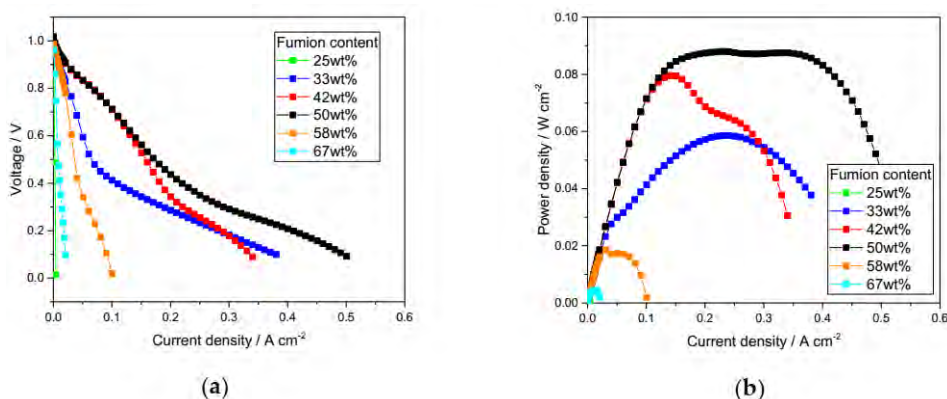 Fumion content
25wt%
33wt%
42wt%
50wt%
58wt%
67wt%
1.0
0.8
0.6
0.4
0.2
0.0
Voltage / V
0.0 0.1 0.2 0.3 0.4 0.5 0.6
Current density / A cm-2
(a)
0.10
0.08
0.06
0.04
0.02
0.00
Power density / W cm-2
Fumion content
25wt%
33wt%
42wt%
50wt%
58wt%
67wt%
0.0 0.1 0.2 0.3 0.4 0.5 0.6
Current density / A cm-2
(b)